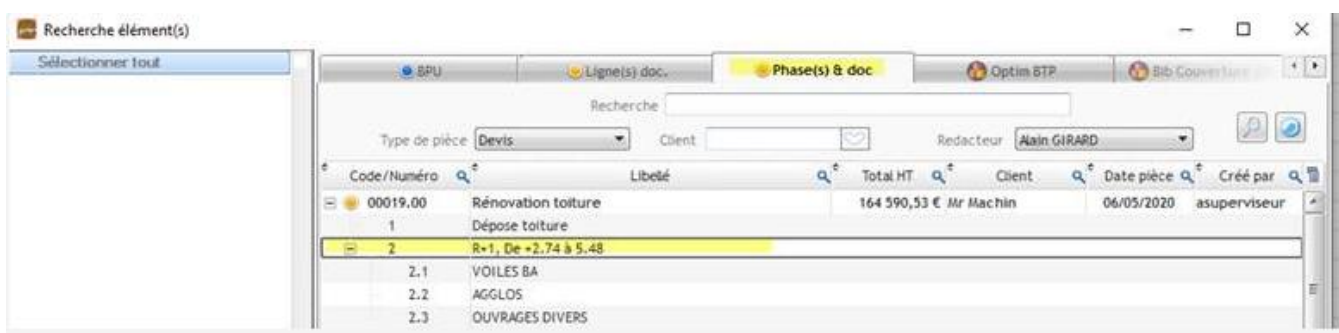 Recherche élément(s)
Sélectionner tout
BPU Ligne(s) doc. Phase(s) & doc Optim BTP Bib Couverture
Recherche
Type de pièce Devis Client Redacteur Alain GIRARD
Code/Numéro Libellé Total HT Client Date pièce Créé par
00019.00 Rénovation toiture 164 590,53 € Mr Machin 06/05/2020 asuperviseur
1 Dépose toiture
2 R+1, De +2.74 à 5.48
2.1 VOILES BA
2.2 AGGLOS
2.3 OUVRAGES DIVERS